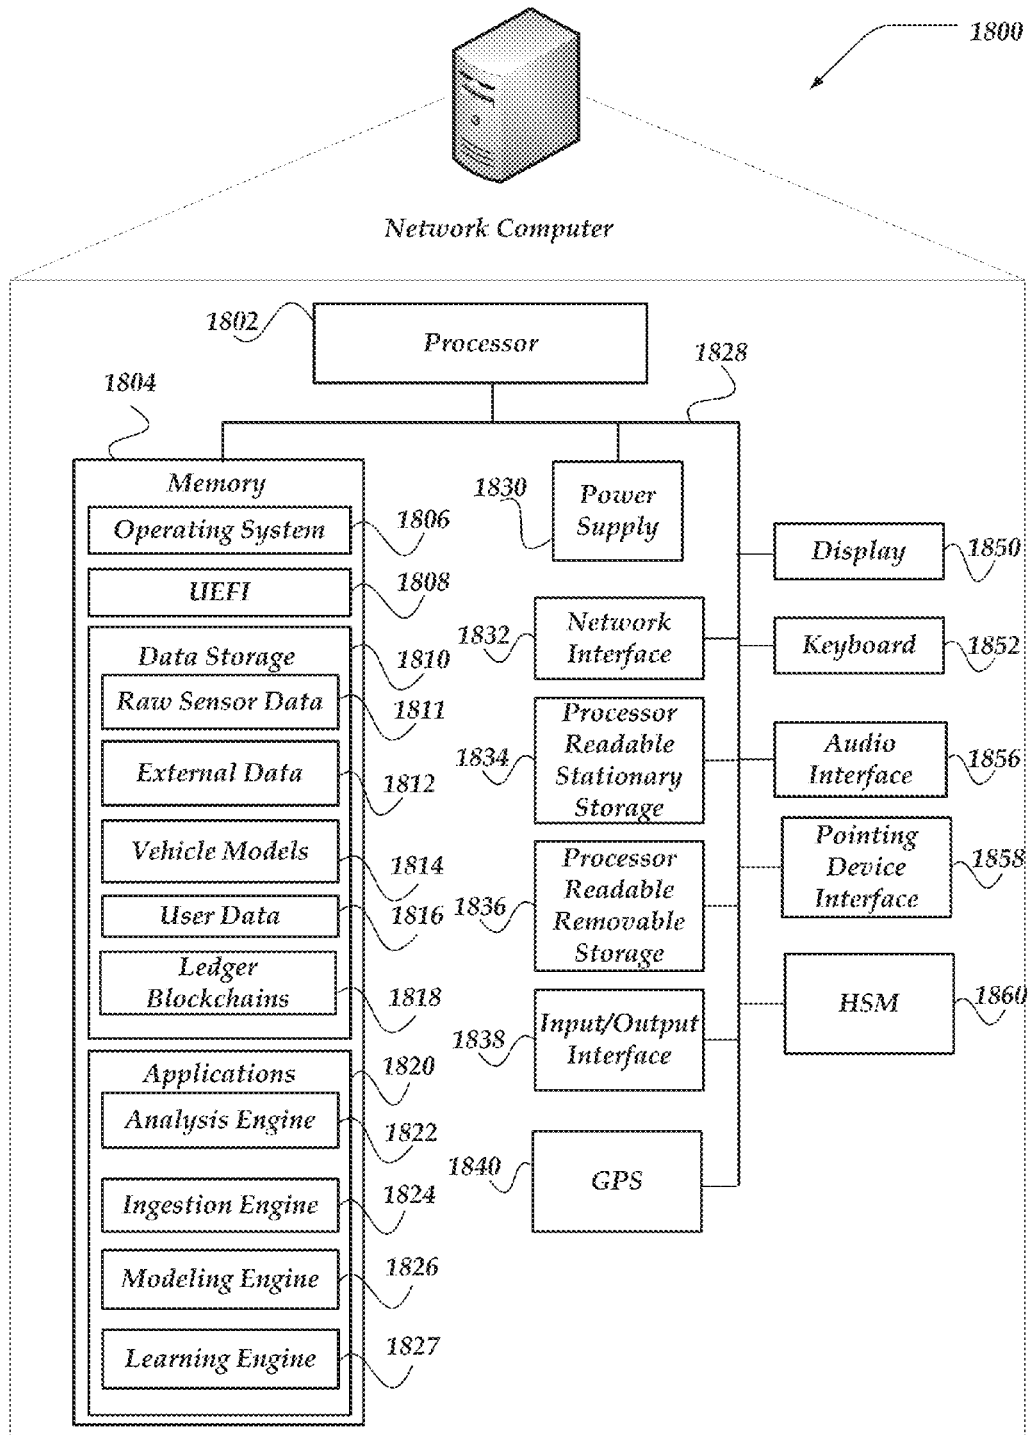 1800
Network Computer
1802
Processor
1828
1804
Memory
Operating System
1806
UEFI
1808
Data Storage
1810
Raw Sensor Data
1811
External Data
1812
Vehicle Models
1814
User Data
1816
Ledger
Blockchains
1818
Applications
1820
Analysis Engine
1822
Ingestion Engine
1824
Modeling Engine
1826
Learning Engine
1827
1830
Power
Supply
1832
Network
Interface
1834
Processor
Readable
Stationary
Storage
1836
Processor
Readable
Removable
Storage
1838
Input/Output
Interface
1840
GPS
Display
1850
Keyboard
1852
Audio
Interface
1856
Pointing
Device
Interface
1858
HSM
1860